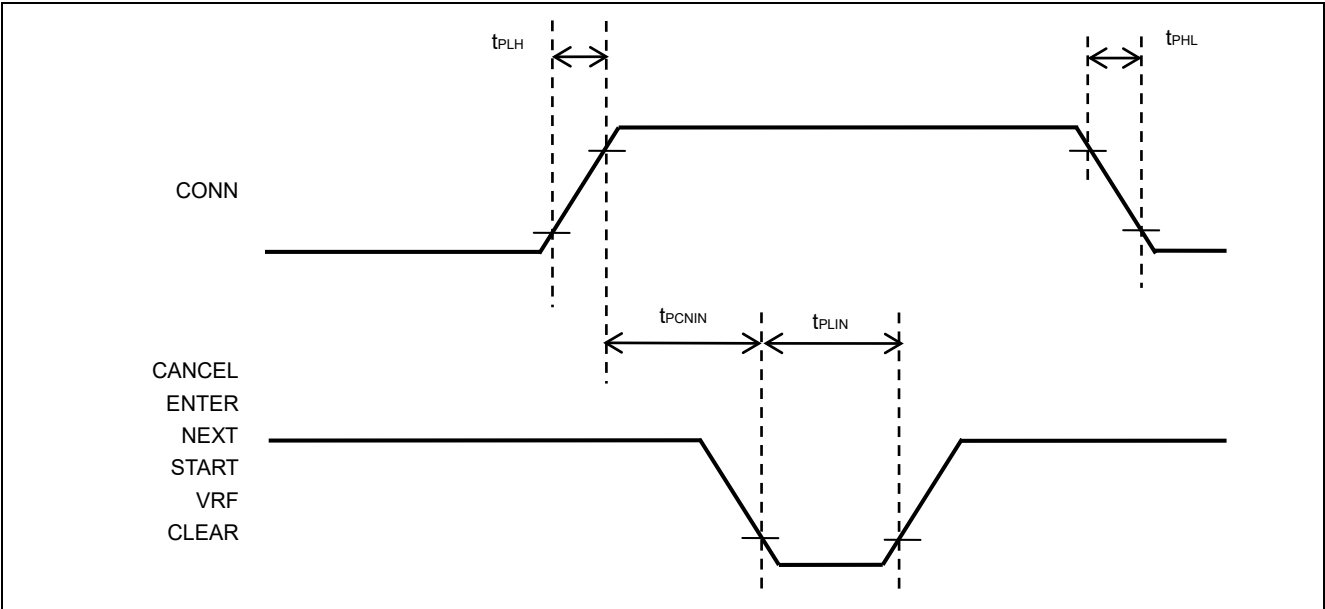 tPLH
tPHL
CONN
tPCNIN
tPLIN
CANCEL
ENTER
NEXT
START
VRF
CLEAR